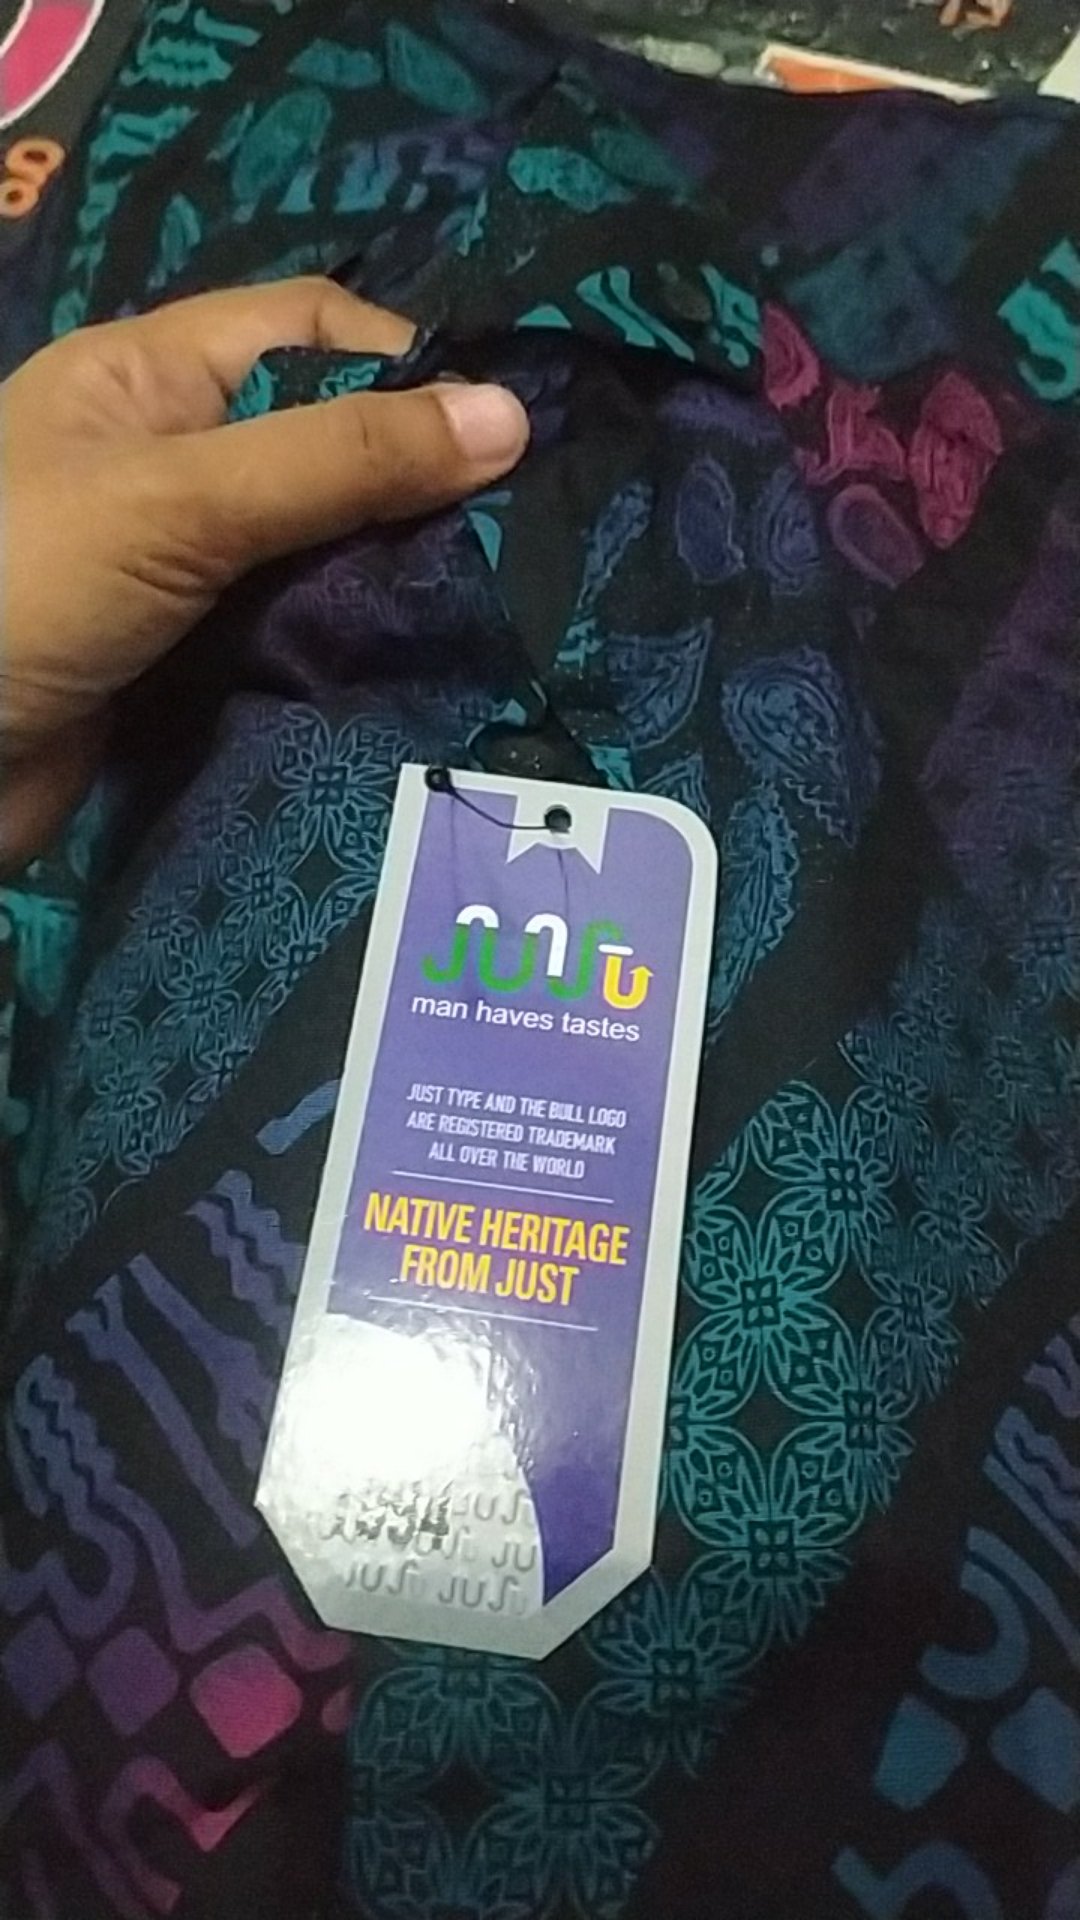 JUNJU
man haves tastes
JUST TYPE AND THE BULL LOGO
ARE REGISTERED TRADEMARK
ALL OVER THE WORLD
NATIVE HERITAGE
FROM JUST